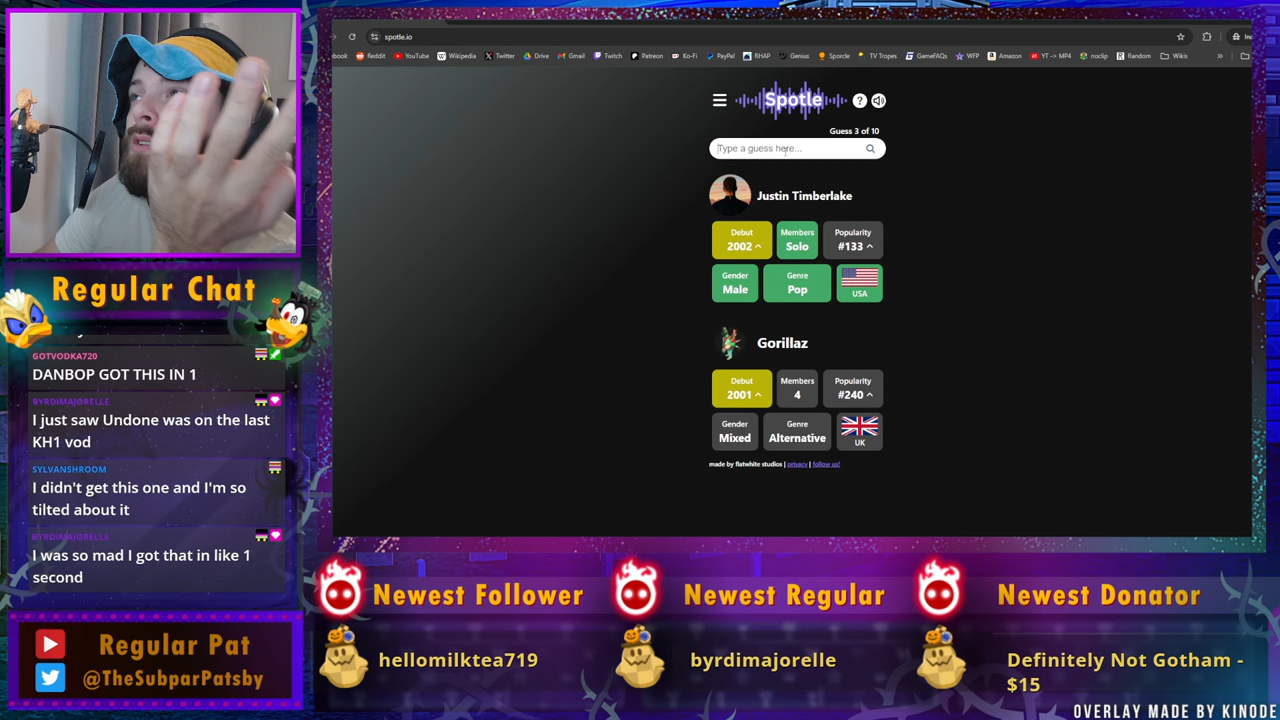 spotle.io
book Reddit YouTube Wikipedia Twitter Drive Gmail Twitch Patreon Ko-Fi PayPal RHAP Genius Sporcle TV Tropes GameFAQs WFP Amazon YT -> MP4 noclip Random Wikis
Spotle
Guess 3 of 10
Type a guess here...
Justin Timberlake
Debut Members Popularity
2002 Solo #133
Gender Genre
Male Pop USA
Gorillaz
Debut Members Popularity
2001 4 #240
Gender Genre
Mixed Alternative UK
made by flatwhite studios | privacy | follow us!
Regular Chat
GOTVODKA720
DANBOP GOT THIS IN 1
BYRDIMAJORELLE
I just saw Undone was on the last
KH1 vod
SYLVANSHROOM
I didn't get this one and I'm so
tilted about it
BYRDIMAJORELLE
I was so mad I got that in like 1
second
Regular Pat
@TheSubparPatsby
Newest Follower
hellomilktea719
Newest Regular
byrdimajorelle
Newest Donator
Definitely Not Gotham -
$15
OVERLAY MADE BY KINODE